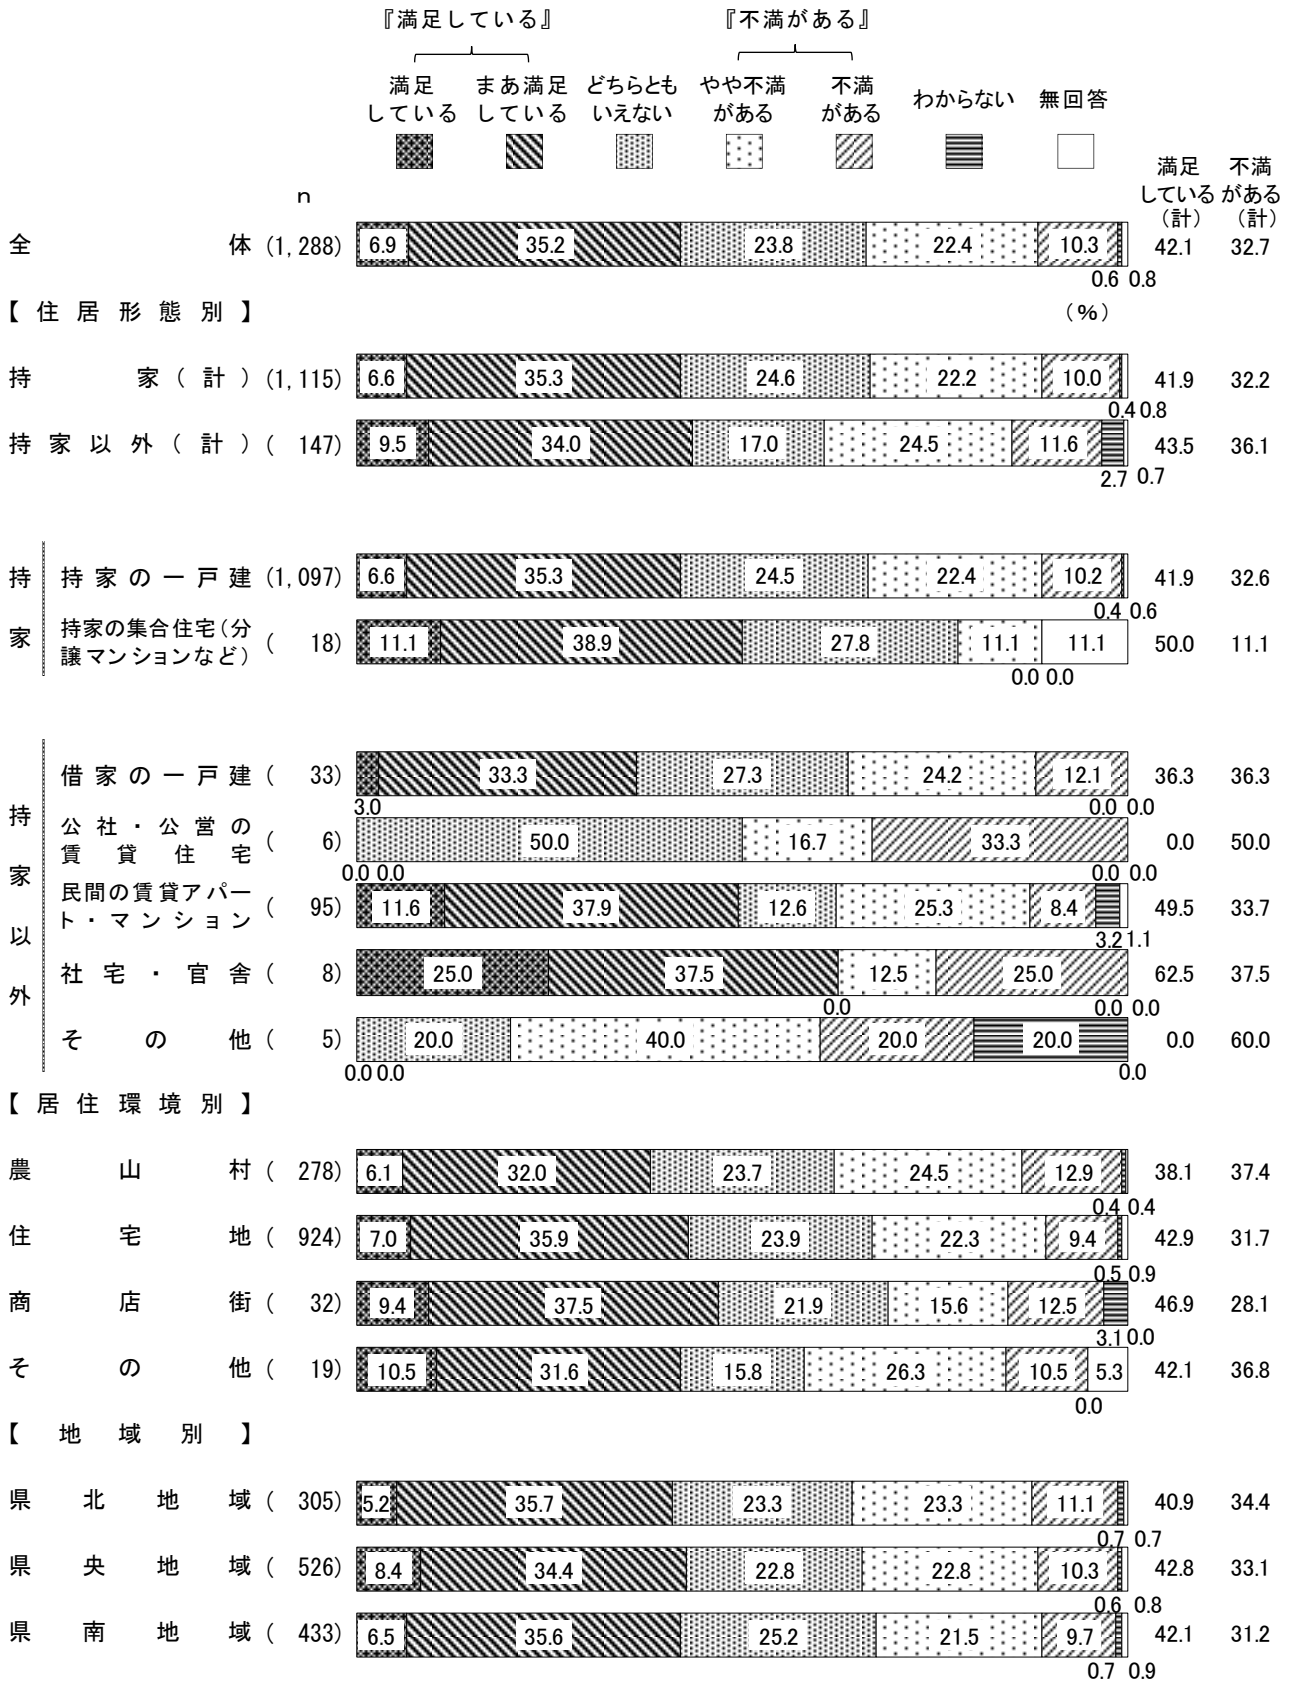 『満足している』 『不満がある』
満足している まあ満足している どちらともいえない やや不満がある 不満がある わからない 無回答
満足している（計） 不満がある（計）
n
全体 (1,288) 6.9 35.2 23.8 22.4 10.3 42.1 32.7
0.6 0.8
【住居形態別】 （%）
持家（計） (1,115) 6.6 35.3 24.6 22.2 10.0 41.9 32.2
0.4 0.8
持家以外（計） ( 147) 9.5 34.0 17.0 24.5 11.6 43.5 36.1
2.7 0.7
持家
持家の一戸建 (1,097) 6.6 35.3 24.5 22.4 10.2 41.9 32.6
0.4 0.6
持家の集合住宅（分譲マンションなど） ( 18) 11.1 38.9 27.8 11.1 11.1 50.0 11.1
0.0 0.0
持家以外
借家の一戸建 ( 33) 33.3 27.3 24.2 12.1 36.3 36.3
3.0 0.0 0.0
公社・公営の賃貸住宅 ( 6) 50.0 16.7 33.3 0.0 50.0
0.0 0.0 0.0 0.0
民間の賃貸アパート・マンション ( 95) 11.6 37.9 12.6 25.3 8.4 49.5 33.7
3.2 1.1
社宅・官舎 ( 8) 25.0 37.5 12.5 25.0 62.5 37.5
0.0 0.0 0.0
その他 ( 5) 20.0 40.0 20.0 20.0 0.0 60.0
0.0 0.0 0.0
【居住環境別】
農山村 ( 278) 6.1 32.0 23.7 24.5 12.9 38.1 37.4
0.4 0.4
住宅地 ( 924) 7.0 35.9 23.9 22.3 9.4 42.9 31.7
0.5 0.9
商店街 ( 32) 9.4 37.5 21.9 15.6 12.5 46.9 28.1
3.1 0.0
その他 ( 19) 10.5 31.6 15.8 26.3 10.5 5.3 42.1 36.8
0.0
【地域別】
県北地域 ( 305) 5.2 35.7 23.3 23.3 11.1 40.9 34.4
0.7 0.7
県央地域 ( 526) 8.4 34.4 22.8 22.8 10.3 42.8 33.1
0.6 0.8
県南地域 ( 433) 6.5 35.6 25.2 21.5 9.7 42.1 31.2
0.7 0.9